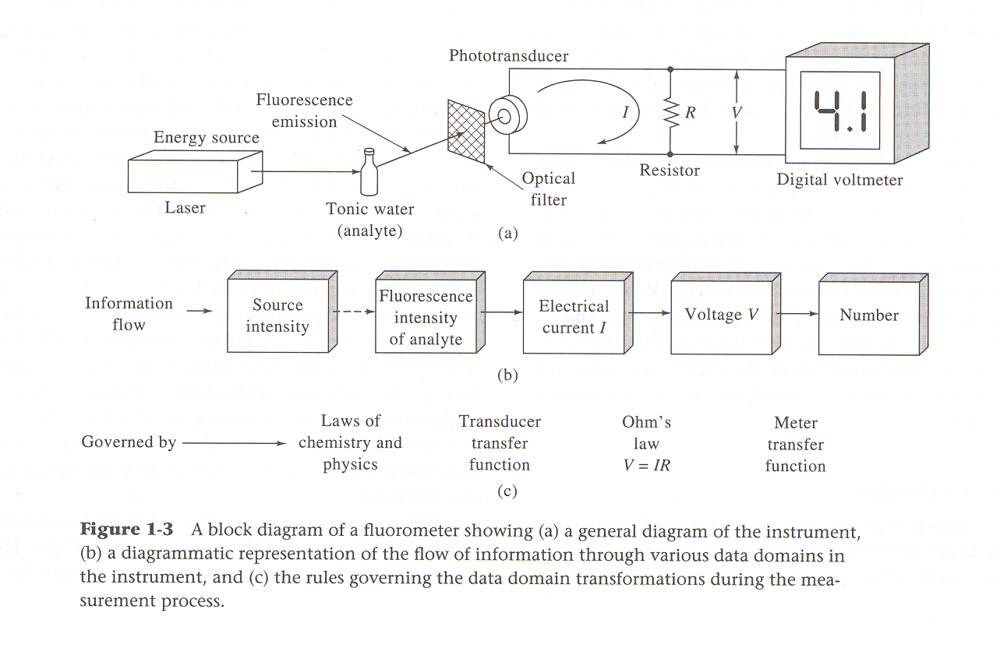 Phototransducer
Fluorescence
emission
Energy source
I
R
V
4.1
Laser
Tonic water
(analyte)
Optical
filter
Resistor
Digital voltmeter
(a)
Information
flow
Source
intensity
Fluorescence
intensity
of analyte
Electrical
current I
Voltage V
Number
(b)
Governed by
Laws of
chemistry and
physics
Transducer
transfer
function
Ohm's
law
V = IR
Meter
transfer
function
(c)
Figure 1-3 A block diagram of a fluorometer showing (a) a general diagram of the instrument,
(b) a diagrammatic representation of the flow of information through various data domains in
the instrument, and (c) the rules governing the data domain transformations during the mea-
surement process.